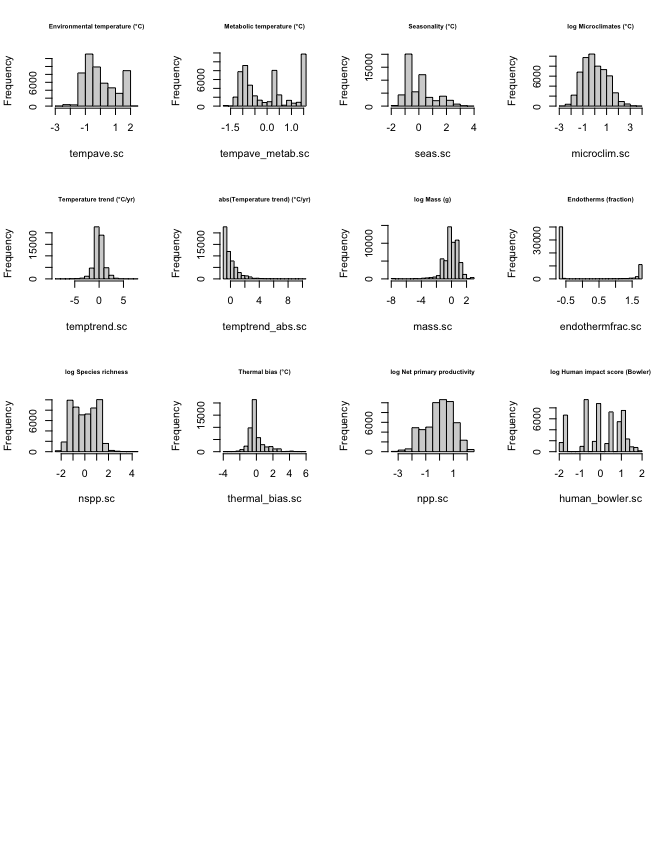 Environmental temperature (°C)
Frequency
0 6000
-3 -1 1 2
tempave.sc
Metabolic temperature (°C)
Frequency
0 6000
-1.5 0.0 1.0
tempave_metab.sc
Seasonality (°C)
Frequency
0 15000
-2 0 2 4
seas.sc
log Microclimates (°C)
Frequency
0 6000
-3 -1 1 3
microclim.sc
Temperature trend (°C/yr)
Frequency
0 15000
-5 0 5
temptrend.sc
abs(Temperature trend) (°C/yr)
Frequency
0 15000
0 4 8
temptrend_abs.sc
log Mass (g)
Frequency
0 10000
-8 -4 0 2
mass.sc
Endotherms (fraction)
Frequency
0 30000
-0.5 0.5 1.5
endothermfrac.sc
log Species richness
Frequency
0 6000
-2 0 2 4
nspp.sc
Thermal bias (°C)
Frequency
0 15000
-4 0 2 4 6
thermal_bias.sc
log Net primary productivity
Frequency
0 6000
-3 -1 1
npp.sc
log Human impact score (Bowler)
Frequency
0 6000
-2 -1 0 1 2
human_bowler.sc